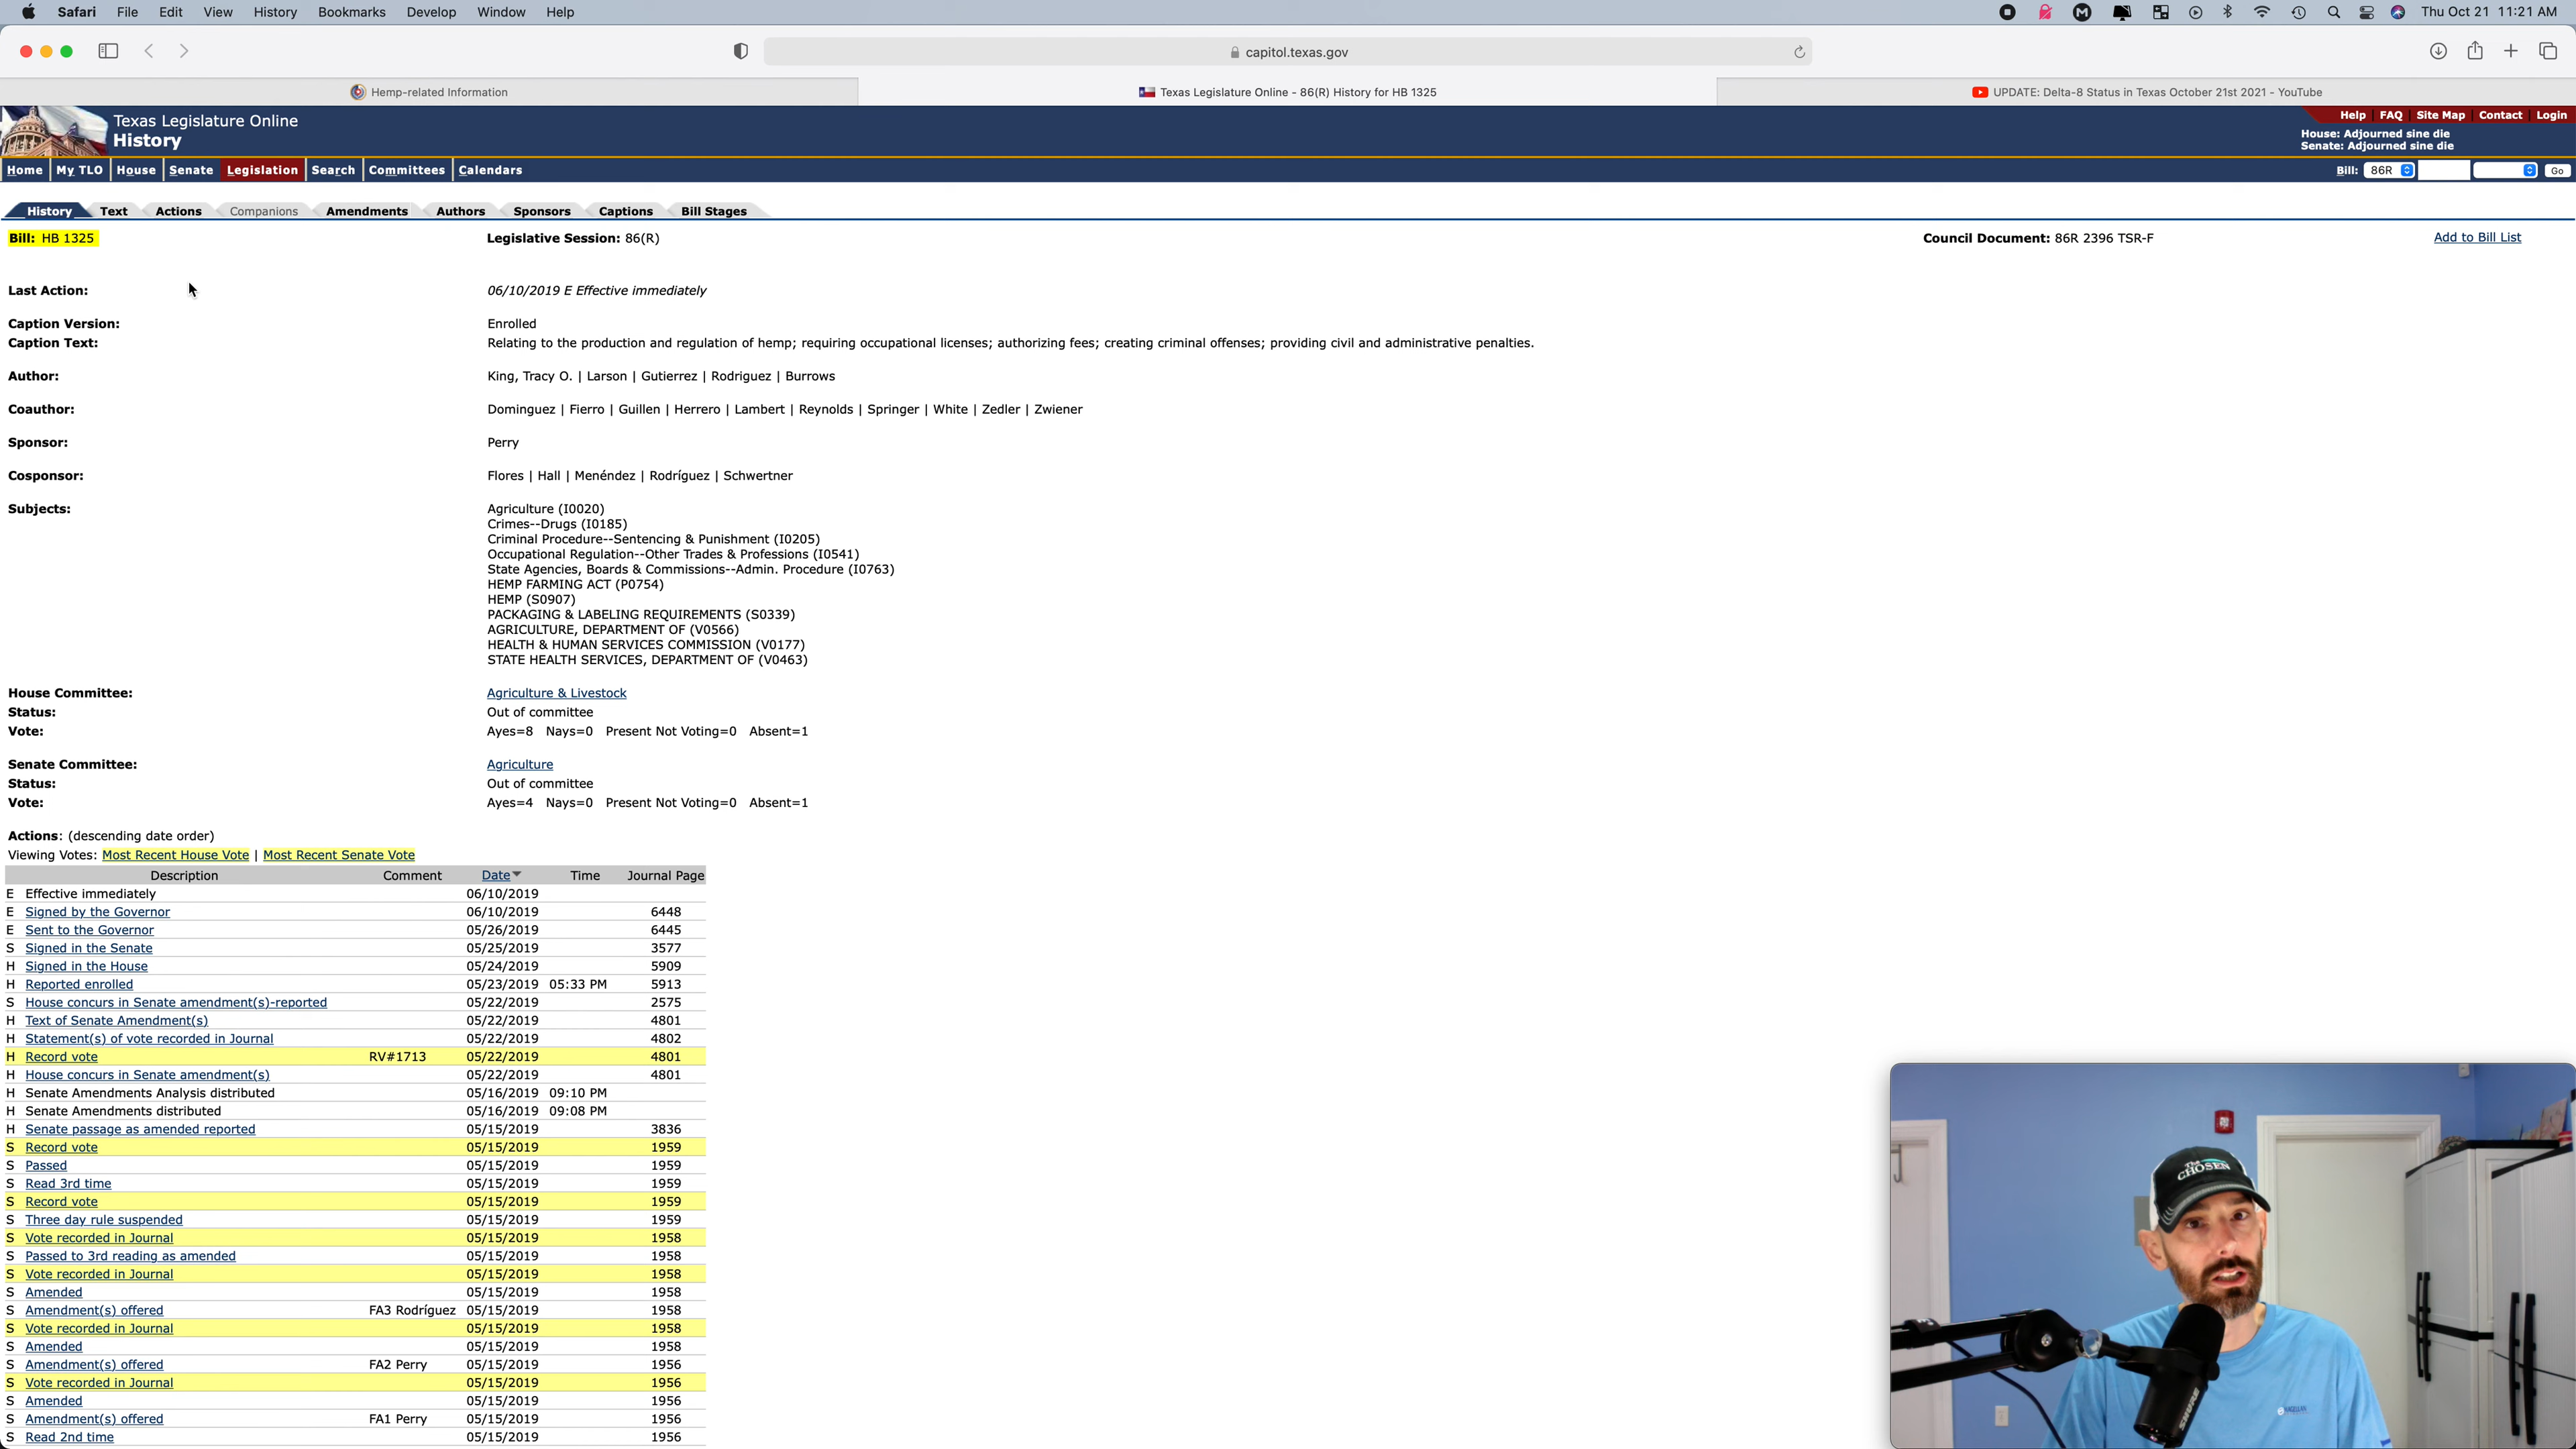 Safari File Edit View History Bookmarks Develop Window Help
Thu Oct 21 11:21 AM
capitol.texas.gov
Hemp-related Information
Texas Legislature Online - 86(R) History for HB 1325
UPDATE: Delta-8 Status in Texas October 21st 2021 - YouTube
Texas Legislature Online
History
Help FAQ Site Map Contact Login
House: Adjourned sine die
Senate: Adjourned sine die
Home My TLO House Senate Legislation Search Committees Calendars
Bill: 86R Go
History Text Actions Companions Amendments Authors Sponsors Captions Bill Stages
Bill: HB 1325 Legislative Session: 86(R) Council Document: 86R 2396 TSR-F Add to Bill List
Last Action: 06/10/2019 E Effective immediately
Caption Version: Enrolled
Caption Text: Relating to the production and regulation of hemp; requiring occupational licenses; authorizing fees; creating criminal offenses; providing civil and administrative penalties.
Author: King, Tracy O. | Larson | Gutierrez | Rodriguez | Burrows
Coauthor: Dominguez | Fierro | Guillen | Herrero | Lambert | Reynolds | Springer | White | Zedler | Zwiener
Sponsor: Perry
Cosponsor: Flores | Hall | Menéndez | Rodríguez | Schwertner
Subjects: Agriculture (I0020)
Crimes--Drugs (I0185)
Criminal Procedure--Sentencing & Punishment (I0205)
Occupational Regulation--Other Trades & Professions (I0541)
State Agencies, Boards & Commissions--Admin. Procedure (I0763)
HEMP FARMING ACT (P0754)
HEMP (S0907)
PACKAGING & LABELING REQUIREMENTS (S0339)
AGRICULTURE, DEPARTMENT OF (V0566)
HEALTH & HUMAN SERVICES COMMISSION (V0177)
STATE HEALTH SERVICES, DEPARTMENT OF (V0463)
House Committee: Agriculture & Livestock
Status: Out of committee
Vote: Ayes=8 Nays=0 Present Not Voting=0 Absent=1
Senate Committee: Agriculture
Status: Out of committee
Vote: Ayes=4 Nays=0 Present Not Voting=0 Absent=1
Actions: (descending date order)
Viewing Votes: Most Recent House Vote | Most Recent Senate Vote
Description Comment Date Time Journal Page
E Effective immediately 06/10/2019
E Signed by the Governor 06/10/2019 6448
E Sent to the Governor 05/26/2019 6445
S Signed in the Senate 05/25/2019 3577
H Signed in the House 05/24/2019 5909
H Reported enrolled 05/23/2019 05:33 PM 5913
S House concurs in Senate amendment(s)-reported 05/22/2019 2575
H Text of Senate Amendment(s) 05/22/2019 4801
H Statement(s) of vote recorded in Journal 05/22/2019 4802
H Record vote RV#1713 05/22/2019 4801
H House concurs in Senate amendment(s) 05/22/2019 4801
H Senate Amendments Analysis distributed 05/16/2019 09:10 PM
H Senate Amendments distributed 05/16/2019 09:08 PM
H Senate passage as amended reported 05/15/2019 3836
S Record vote 05/15/2019 1959
S Passed 05/15/2019 1959
S Read 3rd time 05/15/2019 1959
S Record vote 05/15/2019 1959
S Three day rule suspended 05/15/2019 1959
S Vote recorded in Journal 05/15/2019 1958
S Passed to 3rd reading as amended 05/15/2019 1958
S Vote recorded in Journal 05/15/2019 1958
S Amended 05/15/2019 1958
S Amendment(s) offered FA3 Rodríguez 05/15/2019 1958
S Vote recorded in Journal 05/15/2019 1958
S Amended 05/15/2019 1958
S Amendment(s) offered FA2 Perry 05/15/2019 1956
S Vote recorded in Journal 05/15/2019 1956
S Amended 05/15/2019 1956
S Amendment(s) offered FA1 Perry 05/15/2019 1956
S Read 2nd time 05/15/2019 1956
The CHOSEN
SHURE